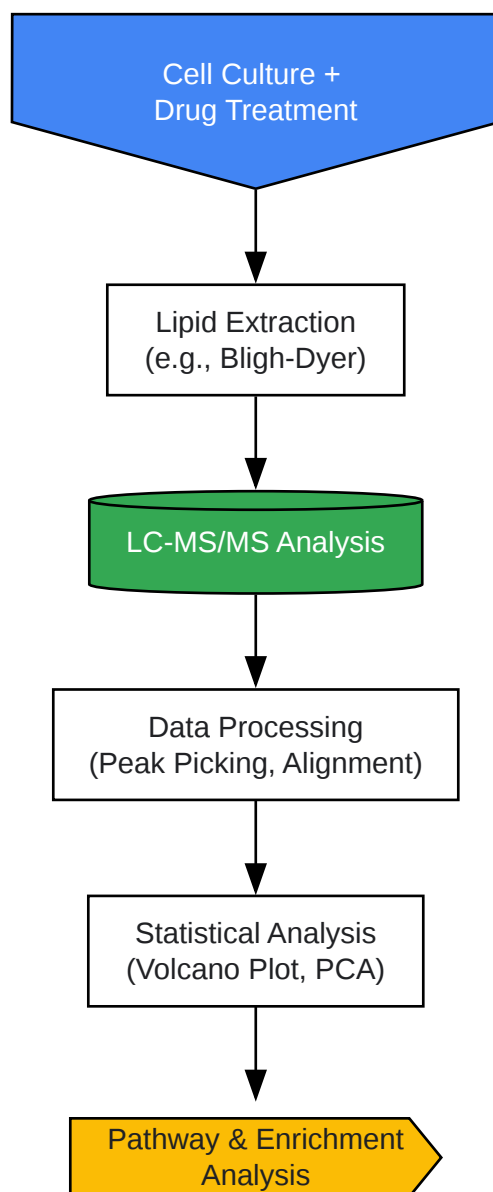 Cell Culture +
Drug Treatment
Lipid Extraction
(e.g., Bligh-Dyer)
LC-MS/MS Analysis
Data Processing
(Peak Picking, Alignment)
Statistical Analysis
(Volcano Plot, PCA)
Pathway & Enrichment
Analysis